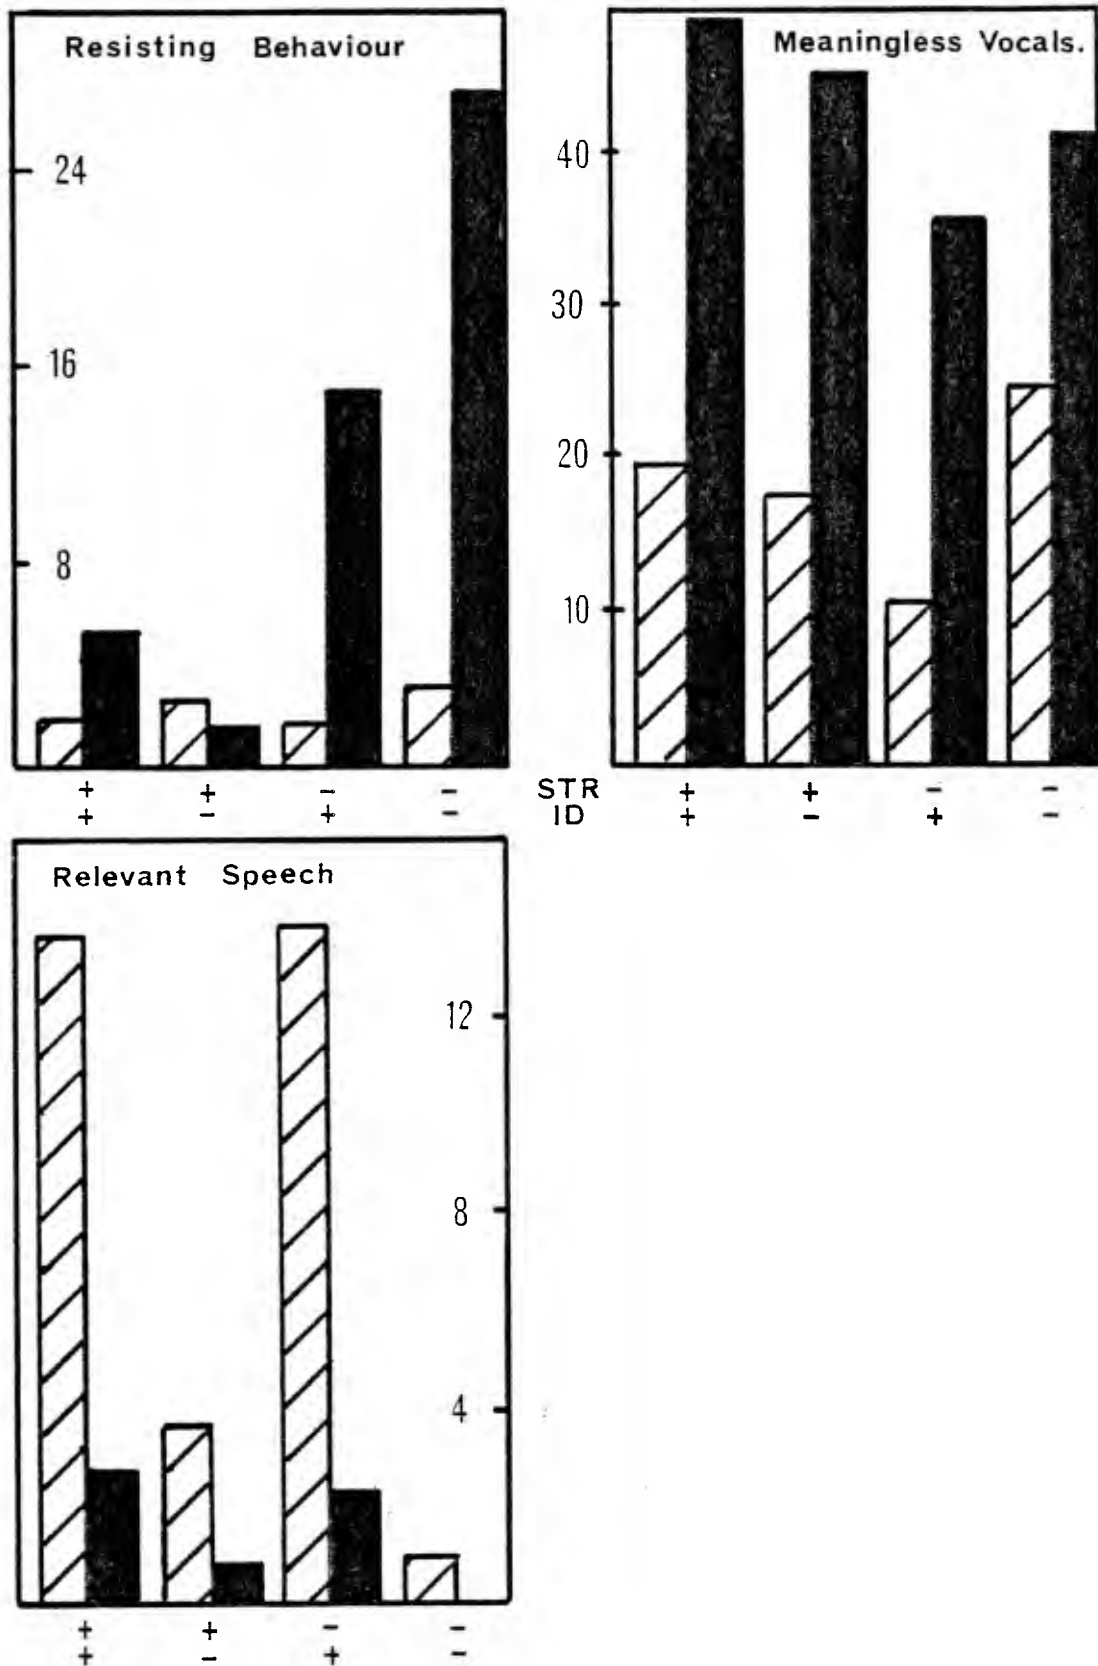 Resisting Behaviour
24
16
8
+ + - -
+ - + -
Meaningless Vocals.
40
30
20
10
STR + + - -
ID + - + -
Relevant Speech
12
8
4
+ + - -
+ - + -